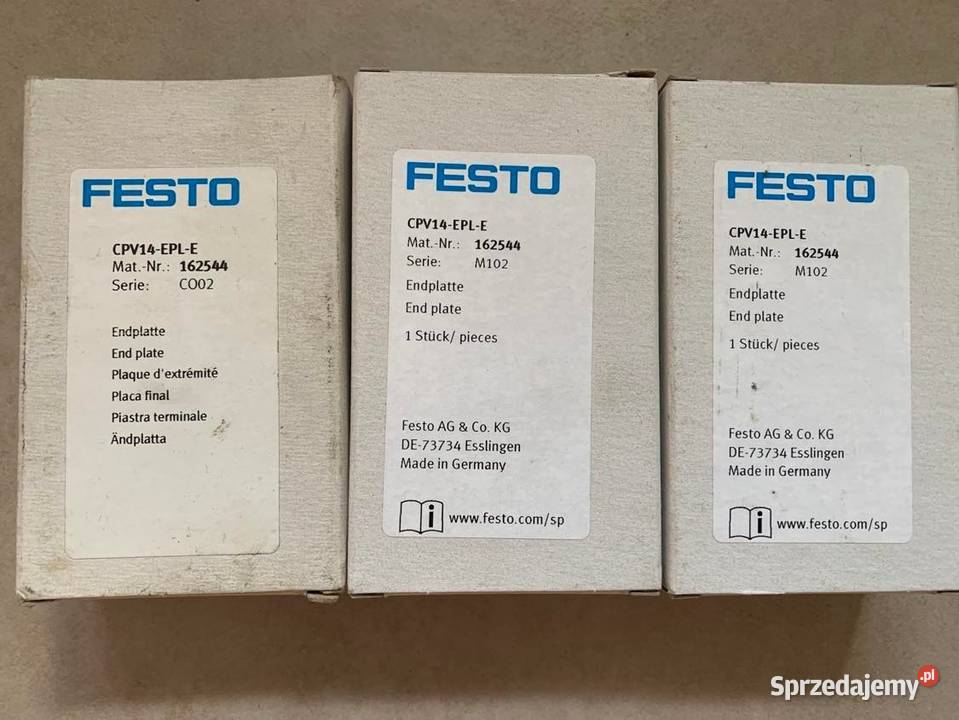 FESTO
CPV14-EPL-E
Mat.-Nr.: 162544
Serie: CO02
Endplatte
End plate
Plaque d'extrémité
Placa final
Piastra terminale
Ändplatta
FESTO
CPV14-EPL-E
Mat.-Nr.: 162544
Serie: M102
Endplatte
End plate
1 Stück/ pieces
Festo AG & Co. KG
DE-73734 Esslingen
Made in Germany
i www.festo.com/sp
FESTO
CPV14-EPL-E
Mat.-Nr.: 162544
Serie: M102
Endplatte
End plate
1 Stück/ pieces
Festo AG & Co. KG
DE-73734 Esslingen
Made in Germany
i www.festo.com/sp
Sprzedajemy.pl